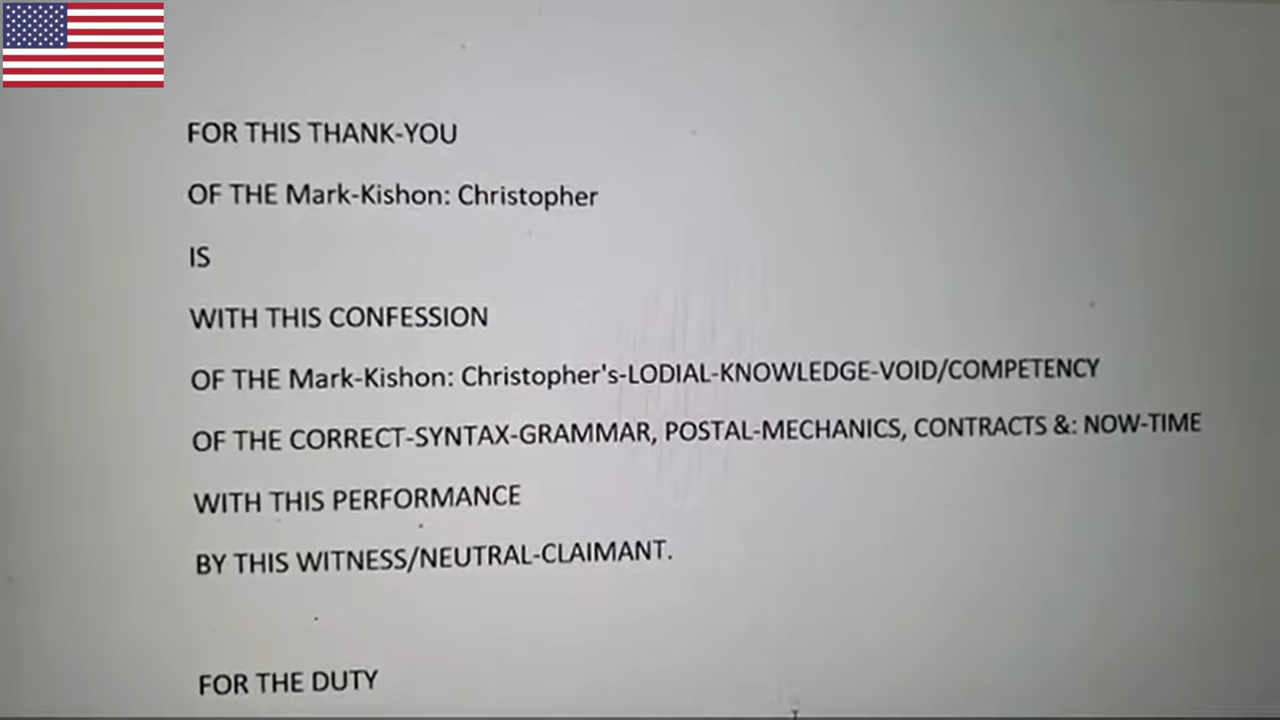 FOR THIS THANK-YOU
OF THE Mark-Kishon: Christopher
IS
WITH THIS CONFESSION
OF THE Mark-Kishon: Christopher's-LODIAL-KNOWLEDGE-VOID/COMPETENCY
OF THE CORRECT-SYNTAX-GRAMMAR, POSTAL-MECHANICS, CONTRACTS &: NOW-TIME
WITH THIS PERFORMANCE
BY THIS WITNESS/NEUTRAL-CLAIMANT.
FOR THE DUTY